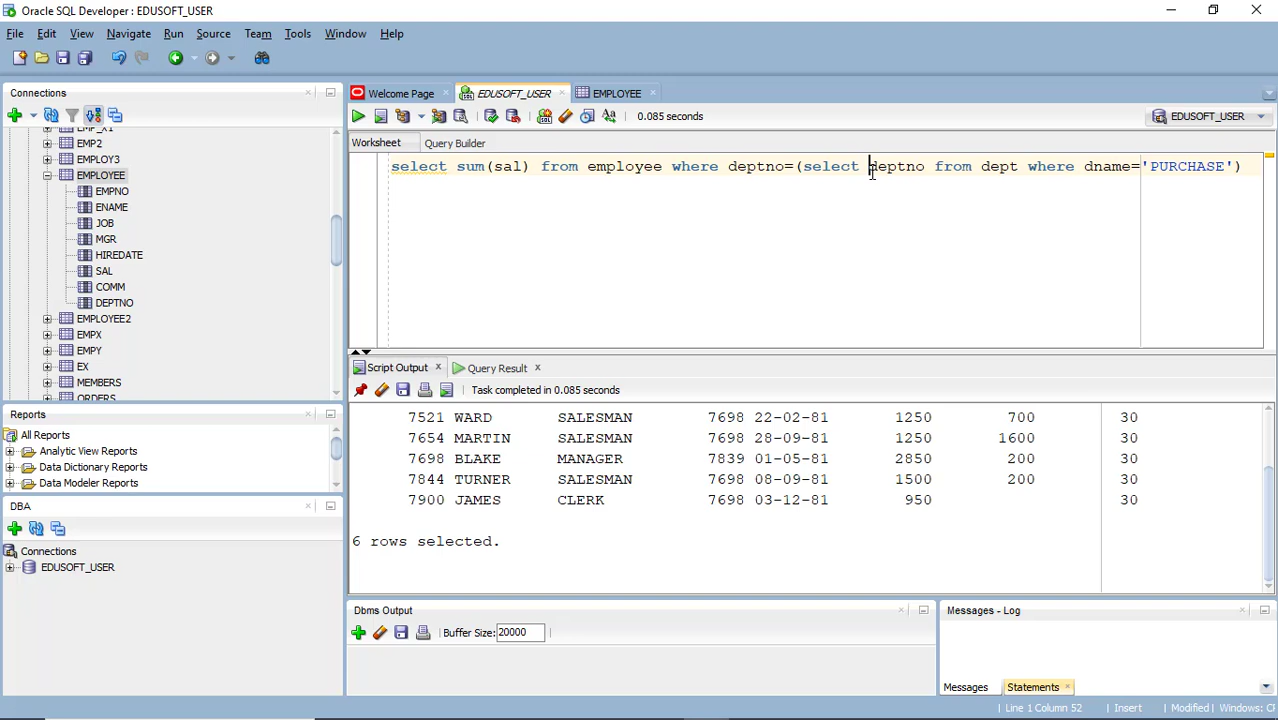 Oracle SQL Developer : EDUSOFT_USER
File Edit View Navigate Run Source Team Tools Window Help
Connections
EMP_X1
EMP2
EMPLOY3
EMPLOYEE
EMPNO
ENAME
JOB
MGR
HIREDATE
SAL
COMM
DEPTNO
EMPLOYEE2
EMPX
EMPY
EX
MEMBERS
ORDERS
Reports
All Reports
Analytic View Reports
Data Dictionary Reports
Data Modeler Reports
DBA
Connections
EDUSOFT_USER
Welcome Page EDUSOFT_USER EMPLOYEE
0.085 seconds EDUSOFT_USER
Worksheet Query Builder
select sum(sal) from employee where deptno=(select deptno from dept where dname='PURCHASE')
Script Output Query Result
Task completed in 0.085 seconds
7521 WARD SALESMAN 7698 22-02-81 1250 700 30
7654 MARTIN SALESMAN 7698 28-09-81 1250 1600 30
7698 BLAKE MANAGER 7839 01-05-81 2850 200 30
7844 TURNER SALESMAN 7698 08-09-81 1500 200 30
7900 JAMES CLERK 7698 03-12-81 950 30
6 rows selected.
Dbms Output
Buffer Size: 20000
Messages - Log
Messages Statements
Line 1 Column 52 Insert Modified Windows: CF